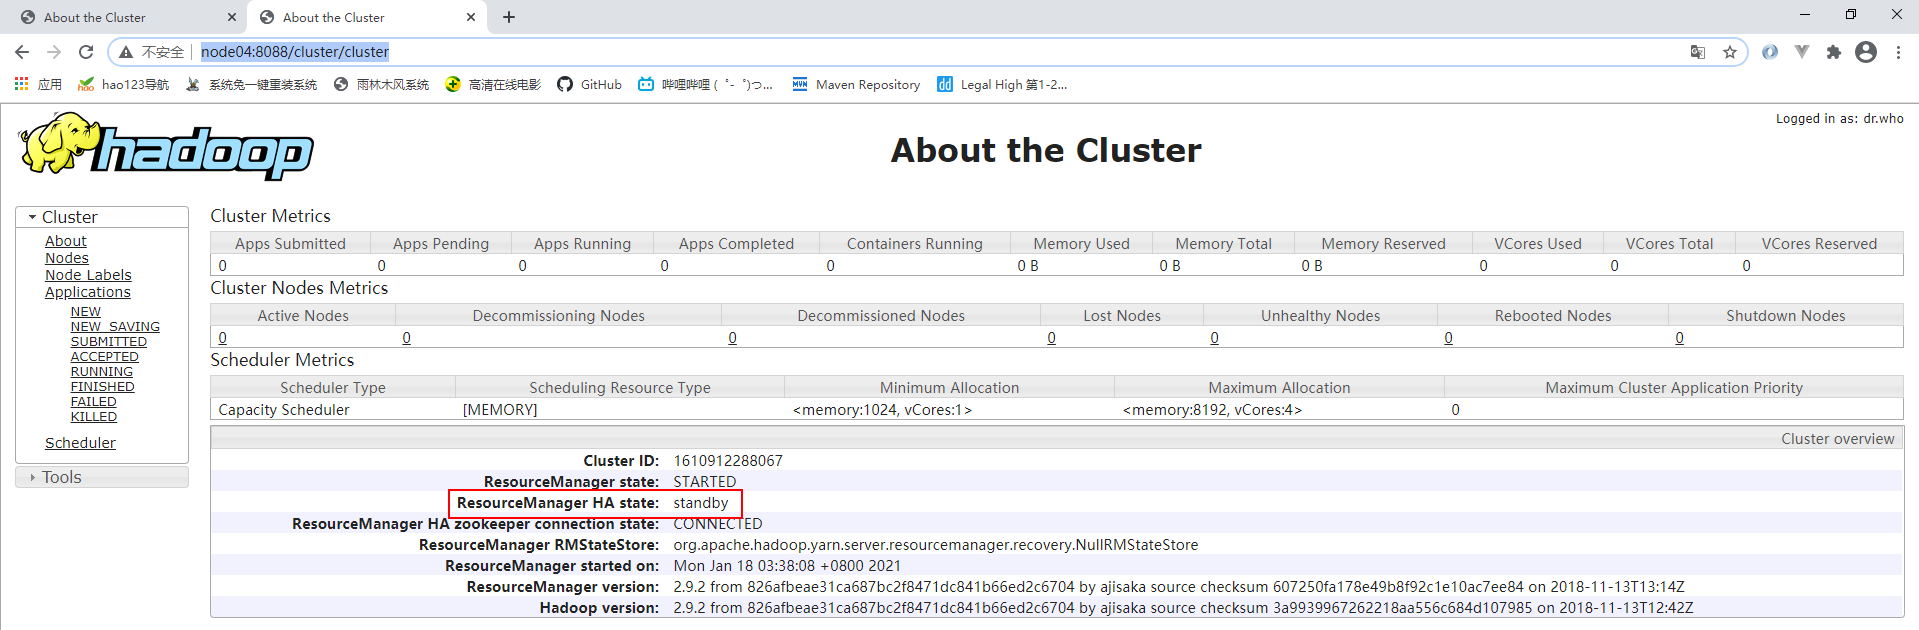 About the Cluster
About the Cluster
不安全 node04:8088/cluster/cluster
应用 hao123导航 系统兔一键重装系统 雨林木风系统 高清在线电影 GitHub 哔哩哔哩 ( ゜- ゜)つ... Maven Repository Legal High 第1-2...
hadoop
About the Cluster
Logged in as: dr.who
Cluster
About
Nodes
Node Labels
Applications
NEW
NEW_SAVING
SUBMITTED
ACCEPTED
RUNNING
FINISHED
FAILED
KILLED
Scheduler
Tools
Cluster Metrics
Apps Submitted Apps Pending Apps Running Apps Completed Containers Running Memory Used Memory Total Memory Reserved VCores Used VCores Total VCores Reserved
0 0 0 0 0 0 B 0 B 0 B 0 0 0
Cluster Nodes Metrics
Active Nodes Decommissioning Nodes Decommissioned Nodes Lost Nodes Unhealthy Nodes Rebooted Nodes Shutdown Nodes
0 0 0 0 0 0 0
Scheduler Metrics
Scheduler Type Scheduling Resource Type Minimum Allocation Maximum Allocation Maximum Cluster Application Priority
Capacity Scheduler [MEMORY] <memory:1024, vCores:1> <memory:8192, vCores:4> 0
Cluster overview
Cluster ID: 1610912288067
ResourceManager state: STARTED
ResourceManager HA state: standby
ResourceManager HA zookeeper connection state: CONNECTED
ResourceManager RMStateStore: org.apache.hadoop.yarn.server.resourcemanager.recovery.NullRMStateStore
ResourceManager started on: Mon Jan 18 03:38:08 +0800 2021
ResourceManager version: 2.9.2 from 826afbeae31ca687bc2f8471dc841b66ed2c6704 by ajisaka source checksum 607250fa178e49b8f92c1e10ac7ee84 on 2018-11-13T13:14Z
Hadoop version: 2.9.2 from 826afbeae31ca687bc2f8471dc841b66ed2c6704 by ajisaka source checksum 3a9939967262218aa556c684d107985 on 2018-11-13T12:42Z